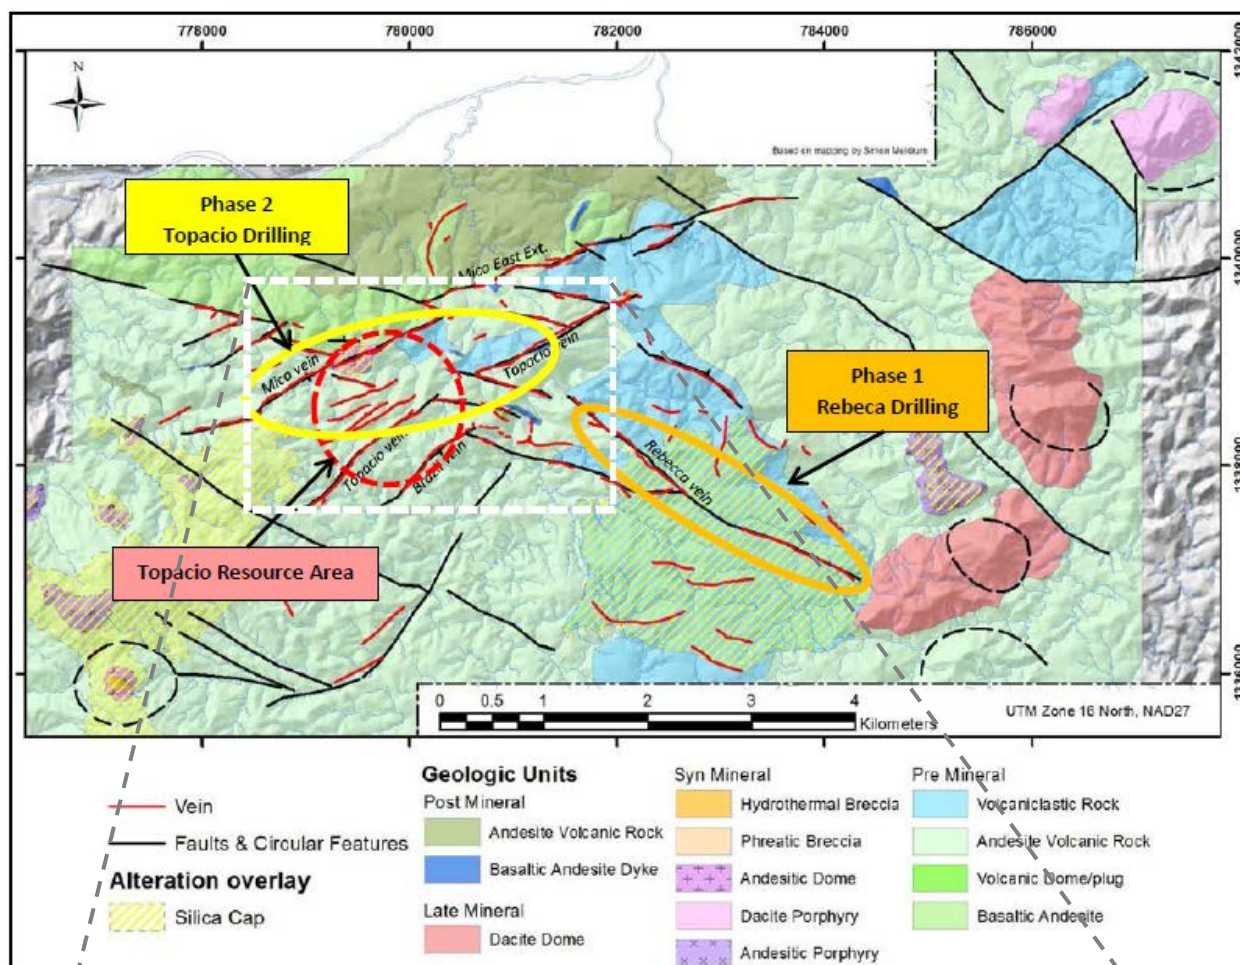 778000
780000
782000
784000
786000
1342000
N
Based on mapping by Simon Meldrum
Phase 2
Topacio Drilling
Mico East Ext.
1340000
Mico vein
Topacio vein
Phase 1
Rebeca Drilling
Topacio vein
Brazil vein
Rebecca vein
1338000
Topacio Resource Area
1336000
0 0.5 1 2 3 4
Kilometers
UTM Zone 16 North, NAD27
Vein
Faults & Circular Features
Alteration overlay
Silica Cap
Geologic Units
Post Mineral
Andesite Volcanic Rock
Basaltic Andesite Dyke
Late Mineral
Dacite Dome
Syn Mineral
Hydrothermal Breccia
Phreatic Breccia
Andesitic Dome
Dacite Porphyry
Andesitic Porphyry
Pre Mineral
Volcaniclastic Rock
Andesite Volcanic Rock
Volcanic Dome/plug
Basaltic Andesite